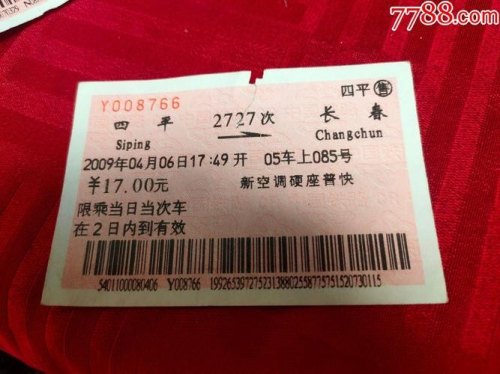 7788.com
四平售
Y008766
四 平 2727次 长 春
Siping Changchun
2009年04月06日17:49开 05车上085号
￥17.00元 新空调硬座普快
限乘当日当次车
在2日内到有效
54011000080406 Y008766